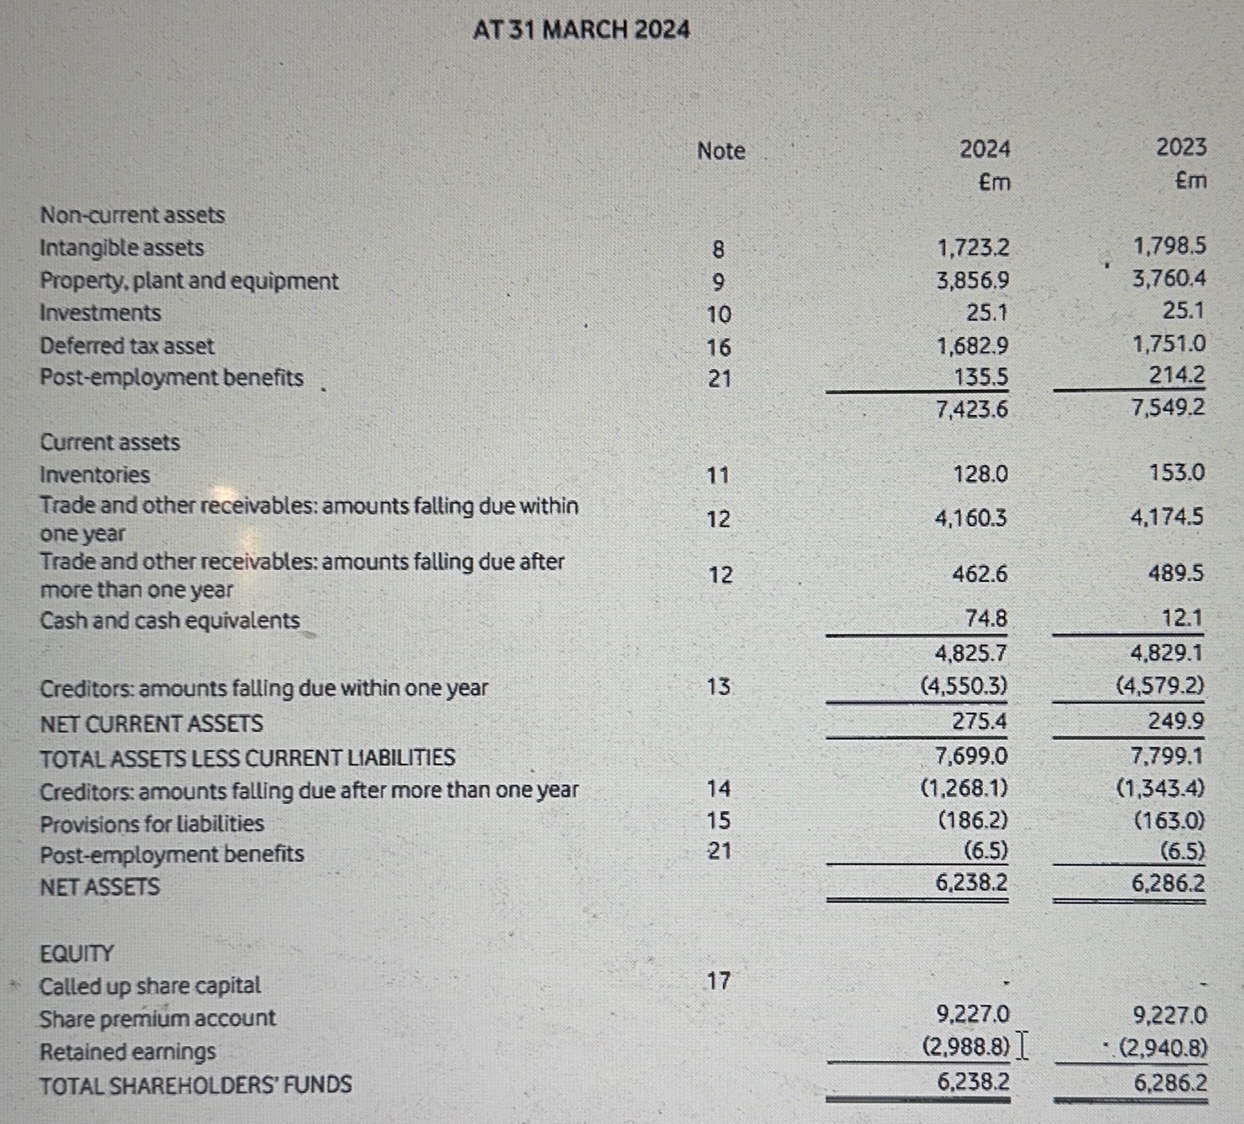 AT 31 MARCH 2024
Note 2024 2023
£m £m
Non-current assets
Intangible assets 8 1,723.2 1,798.5
Property, plant and equipment 9 3,856.9 3,760.4
Investments 10 25.1 25.1
Deferred tax asset 16 1,682.9 1,751.0
Post-employment benefits 21 135.5 214.2
7,423.6 7,549.2
Current assets
Inventories 11 128.0 153.0
Trade and other receivables: amounts falling due within
one year 12 4,160.3 4,174.5
Trade and other receivables: amounts falling due after
more than one year 12 462.6 489.5
Cash and cash equivalents 74.8 12.1
4,825.7 4,829.1
Creditors: amounts falling due within one year 13 (4,550.3) (4,579.2)
NET CURRENT ASSETS 275.4 249.9
TOTAL ASSETS LESS CURRENT LIABILITIES 7,699.0 7,799.1
Creditors: amounts falling due after more than one year 14 (1,268.1) (1,343.4)
Provisions for liabilities 15 (186.2) (163.0)
Post-employment benefits 21 (6.5) (6.5)
NET ASSETS 6,238.2 6,286.2
EQUITY
Called up share capital 17 - -
Share premium account 9,227.0 9,227.0
Retained earnings (2,988.8) (2,940.8)
TOTAL SHAREHOLDERS' FUNDS 6,238.2 6,286.2